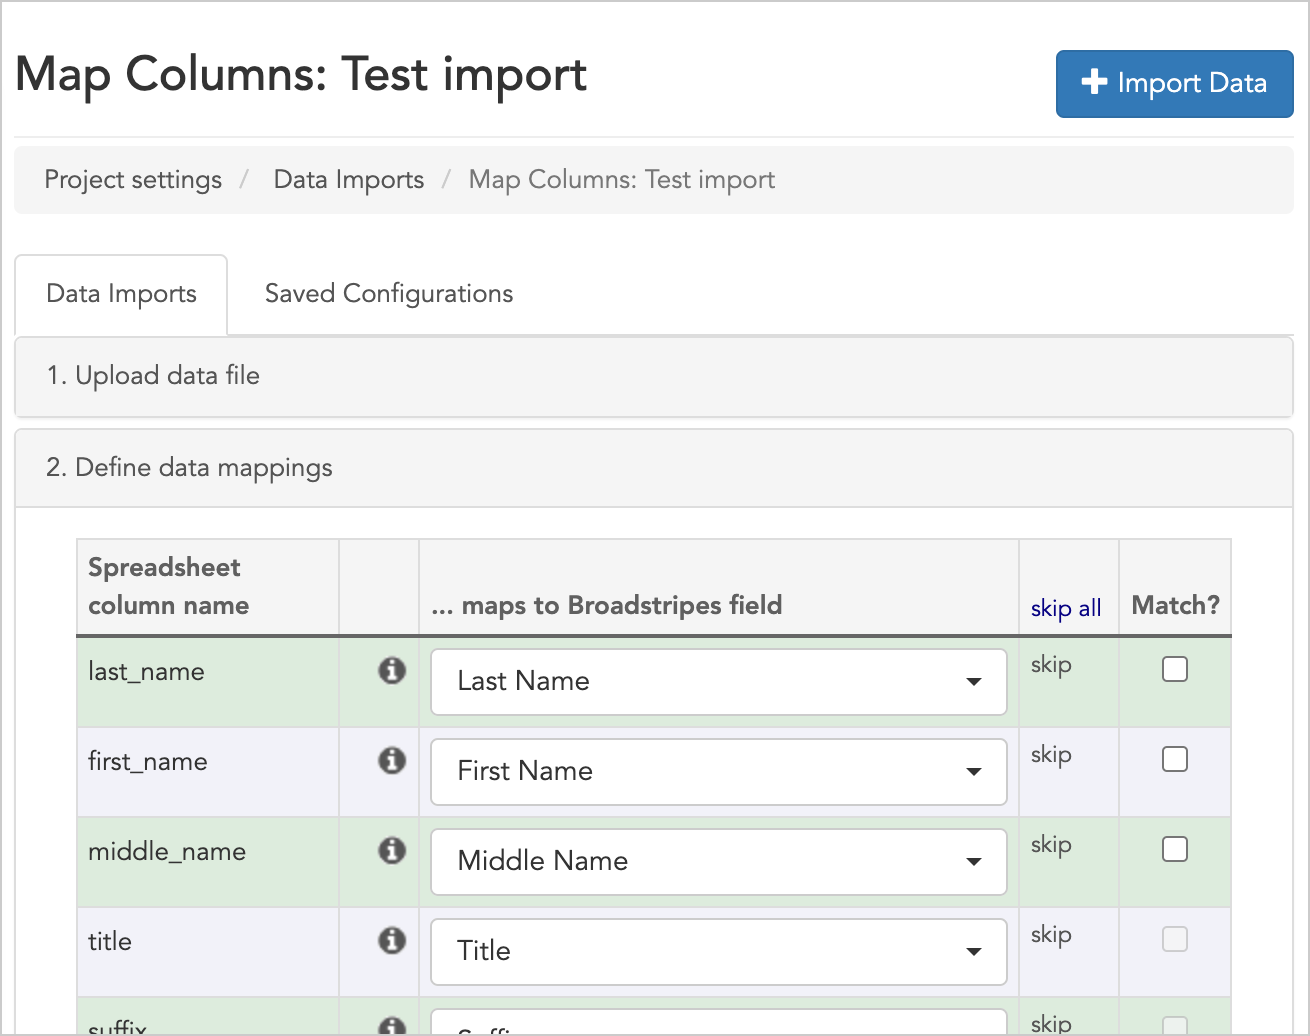 Map Columns: Test import
Import Data
Project settings / Data Imports / Map Columns: Test import
Data Imports
Saved Configurations
1. Upload data file
2. Define data mappings
Spreadsheet
column name
... maps to Broadstripes field
skip all
Match?
last_name
Last Name
skip
first_name
First Name
skip
middle_name
Middle Name
skip
title
Title
skip
suffix
Suffi
skip